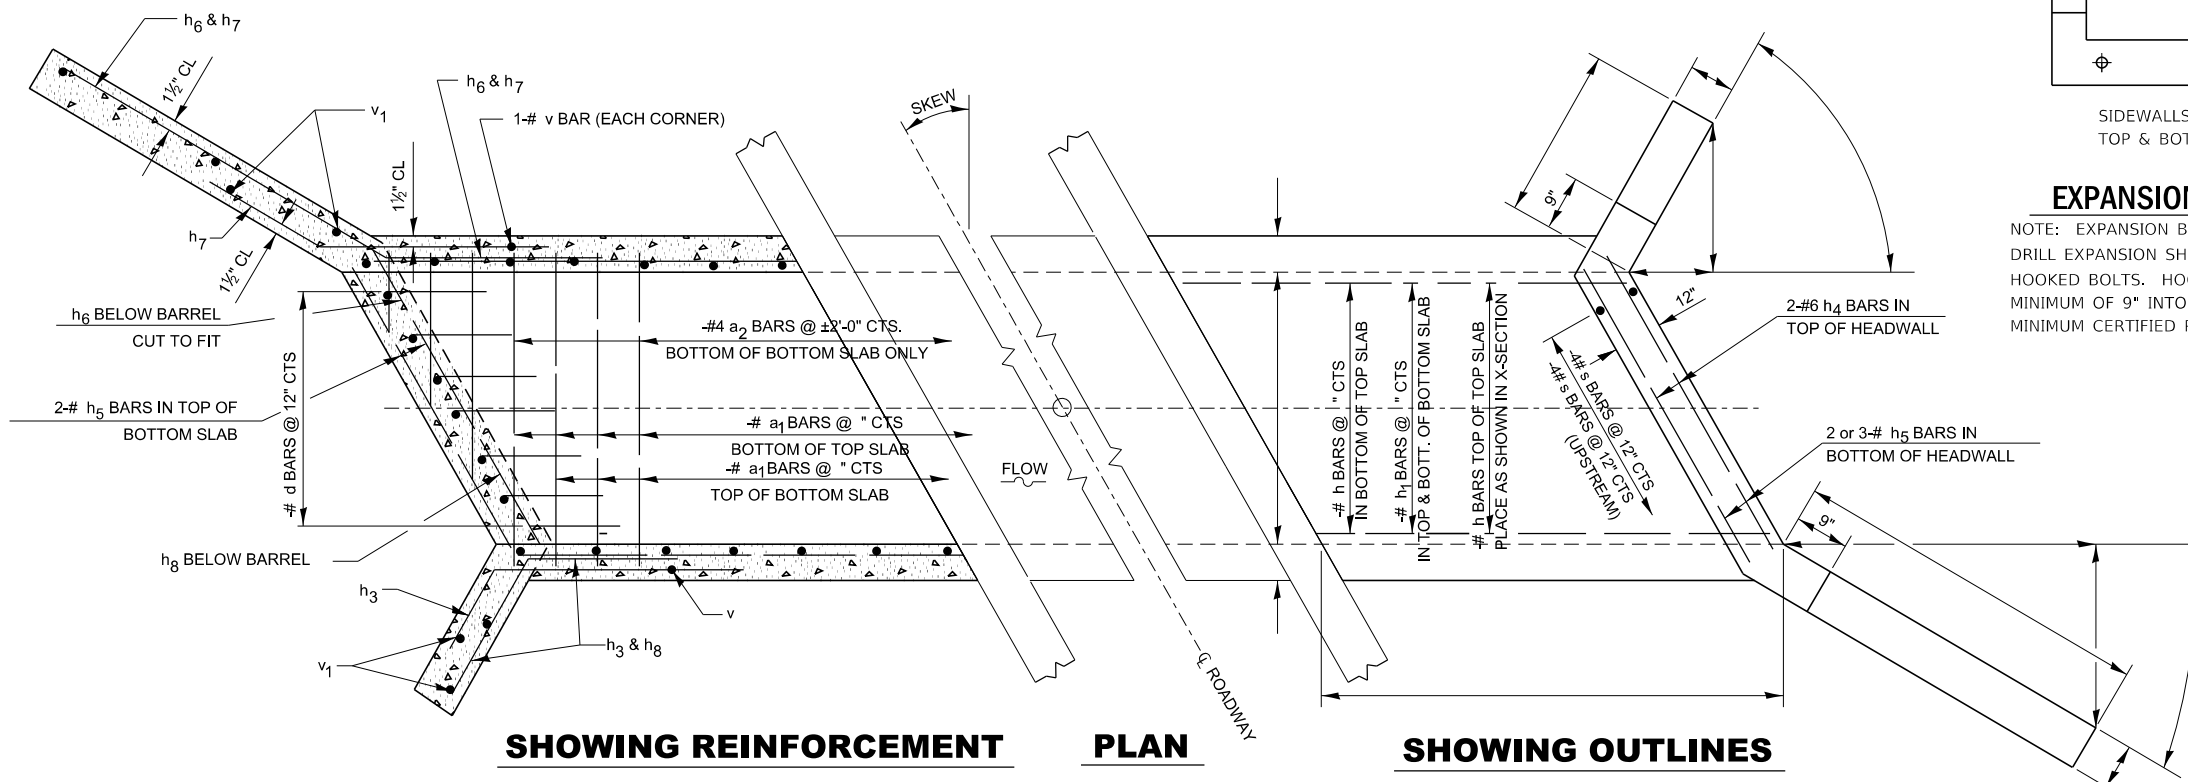 h6 & h7
1½" CL
v1
h7
1½" CL
h6 & h7
1-# v BAR (EACH CORNER)
1½" CL
h6 BELOW BARREL
CUT TO FIT
-# d BARS @ 12" CTS
2-# h5 BARS IN TOP OF
BOTTOM SLAB
h8 BELOW BARREL
h3
v1
h3 & h8
v
-#4 a2 BARS @ ±2'-0" CTS.
BOTTOM OF BOTTOM SLAB ONLY
-# a1 BARS @ " CTS
BOTTOM OF TOP SLAB
-# a1 BARS @ " CTS
TOP OF BOTTOM SLAB
SKEW
FLOW
℄ ROADWAY
-# h BARS @ " CTS
IN BOTTOM OF TOP SLAB
-# h1 BARS @ " CTS
IN TOP & BOTT. OF BOTTOM SLAB
-# h BARS TOP OF TOP SLAB
PLACE AS SHOWN IN X-SECTION
9"
12"
-4# s BARS @ 12" CTS
-4# s BARS @ 12" CTS
(UPSTREAM)
2-#6 h4 BARS IN
TOP OF HEADWALL
2 or 3-# h5 BARS IN
BOTTOM OF HEADWALL
9"
SIDEWALLS
TOP & BOT
EXPANSION
NOTE: EXPANSION B
DRILL EXPANSION SH
HOOKED BOLTS. HO
MINIMUM OF 9" INTO
MINIMUM CERTIFIED
SHOWING REINFORCEMENT
PLAN
SHOWING OUTLINES